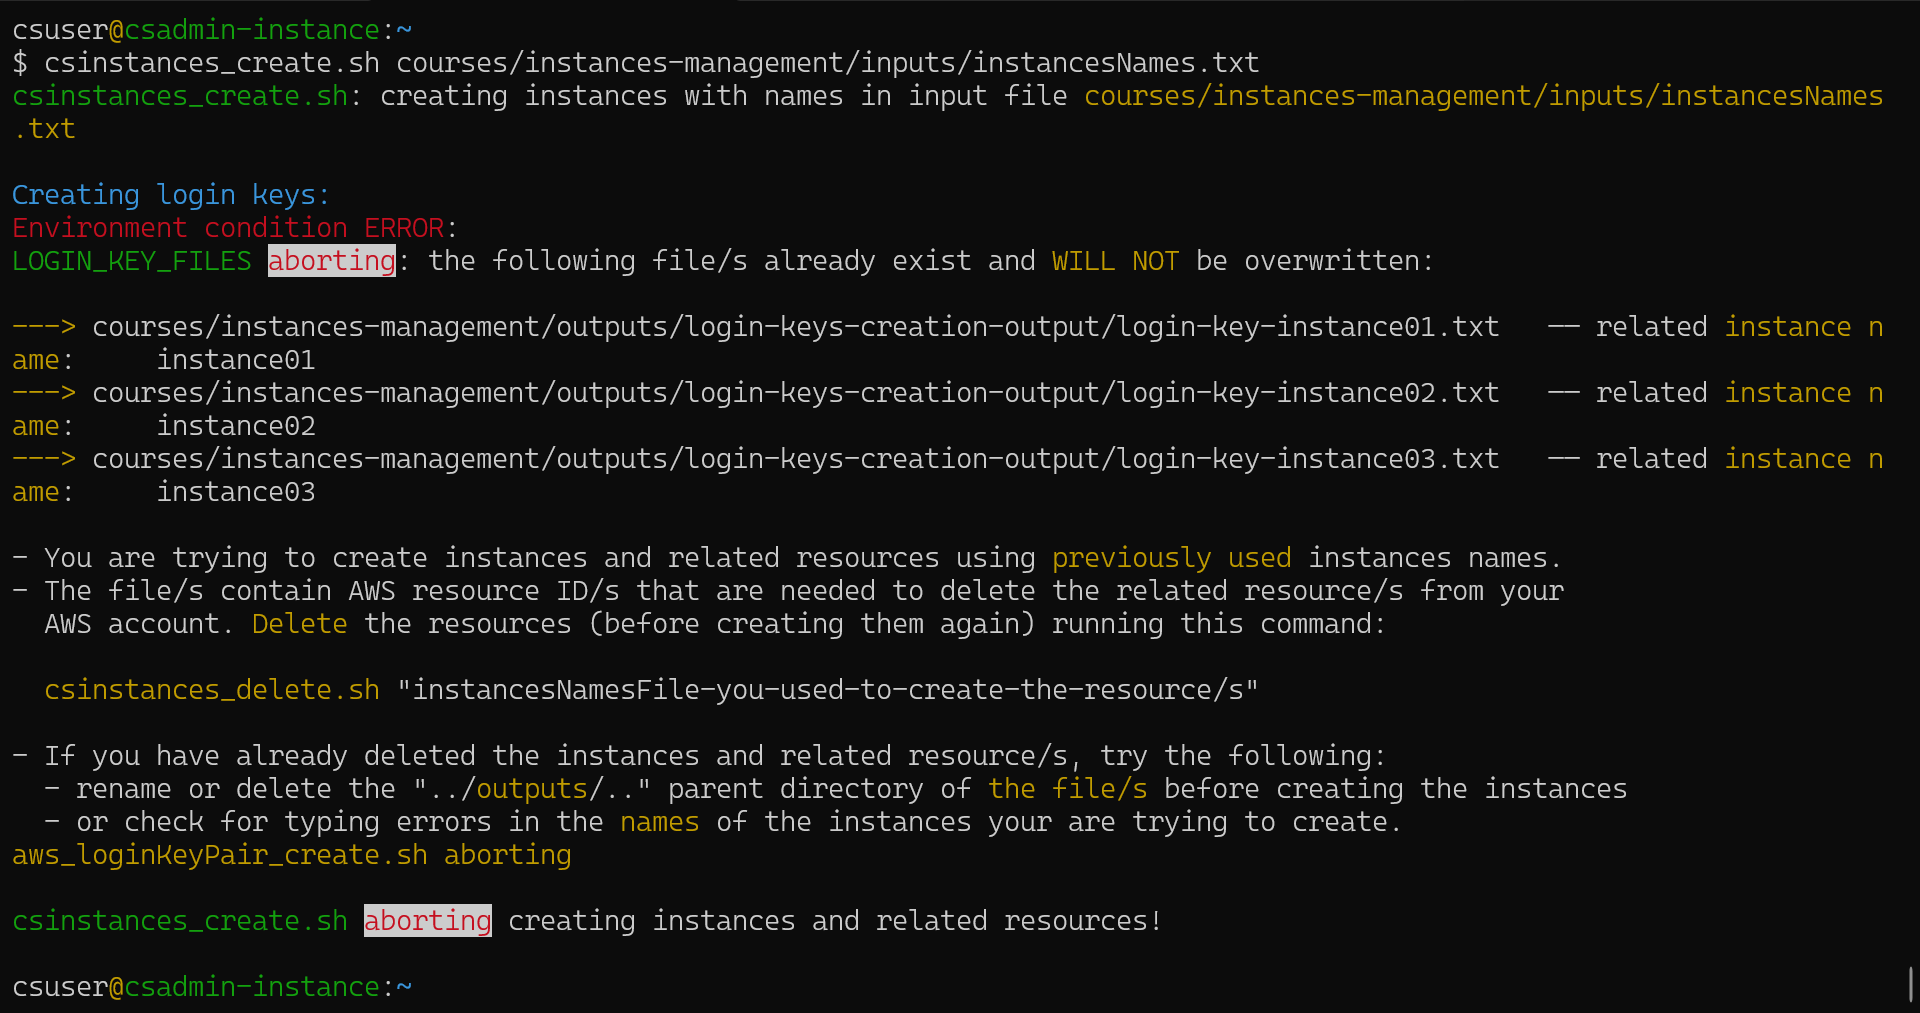 csuser@csadmin-instance:~
$ csinstances_create.sh courses/instances-management/inputs/instancesNames.txt
csinstances_create.sh: creating instances with names in input file courses/instances-management/inputs/instancesNames
.txt
Creating login keys:
Environment condition ERROR:
LOGIN_KEY_FILES aborting: the following file/s already exist and WILL NOT be overwritten:
---> courses/instances-management/outputs/login-keys-creation-output/login-key-instance01.txt   -- related instance n
ame:     instance01
---> courses/instances-management/outputs/login-keys-creation-output/login-key-instance02.txt   -- related instance n
ame:     instance02
---> courses/instances-management/outputs/login-keys-creation-output/login-key-instance03.txt   -- related instance n
ame:     instance03
- You are trying to create instances and related resources using previously used instances names.
- The file/s contain AWS resource ID/s that are needed to delete the related resource/s from your
  AWS account. Delete the resources (before creating them again) running this command:
  csinstances_delete.sh "instancesNamesFile-you-used-to-create-the-resource/s"
- If you have already deleted the instances and related resource/s, try the following:
  - rename or delete the "../outputs/.." parent directory of the file/s before creating the instances
  - or check for typing errors in the names of the instances your are trying to create.
aws_loginKeyPair_create.sh aborting
csinstances_create.sh aborting creating instances and related resources!
csuser@csadmin-instance:~